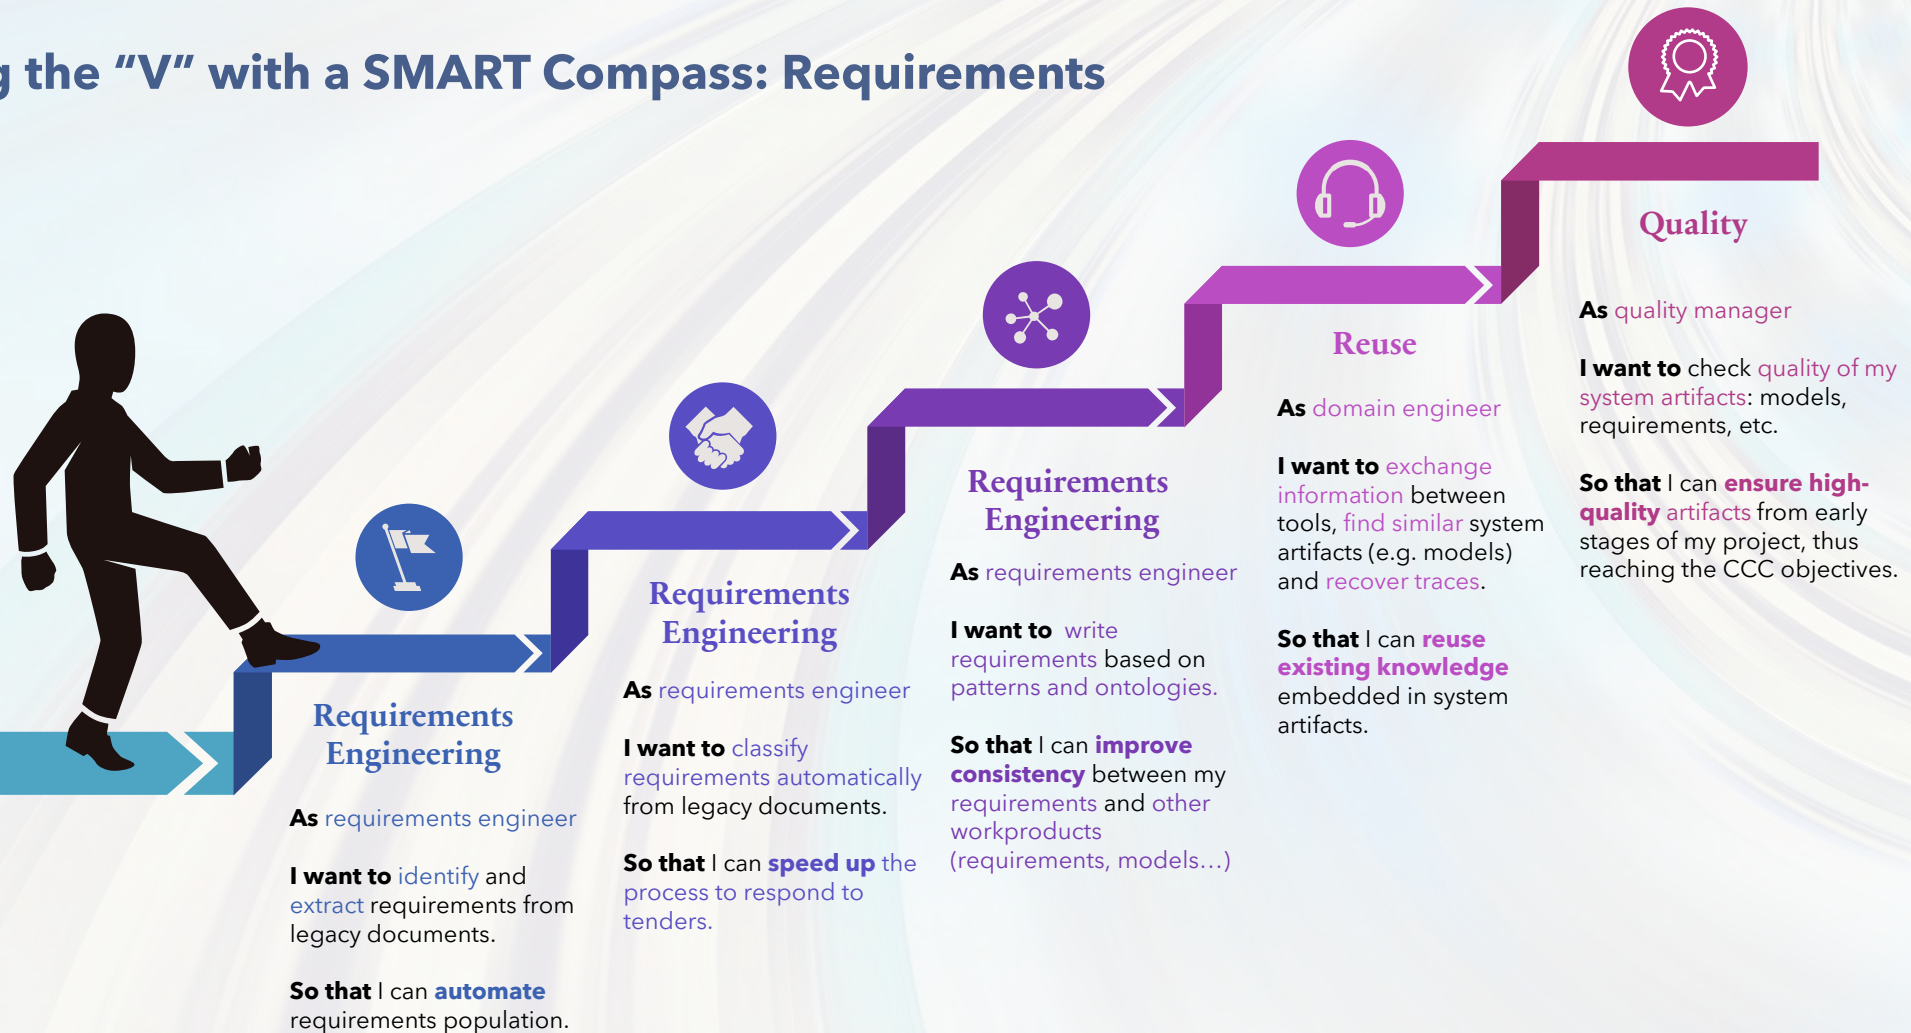 g the “V” with a SMART Compass: Requirements
Requirements
Engineering
As requirements engineer
I want to identify and
extract requirements from
legacy documents.
So that I can automate
requirements population.
Requirements
Engineering
As requirements engineer
I want to classify
requirements automatically
from legacy documents.
So that I can speed up the
process to respond to
tenders.
Requirements
Engineering
As requirements engineer
I want to  write
requirements based on
patterns and ontologies.
So that I can improve
consistency between my
requirements and other
workproducts
(requirements, models…)
Reuse
As domain engineer
I want to exchange
information between
tools, find similar system
artifacts (e.g. models)
and recover traces.
So that I can reuse
existing knowledge
embedded in system
artifacts.
Quality
As quality manager
I want to check quality of my
system artifacts: models,
requirements, etc.
So that I can ensure high-
quality artifacts from early
stages of my project, thus
reaching the CCC objectives.